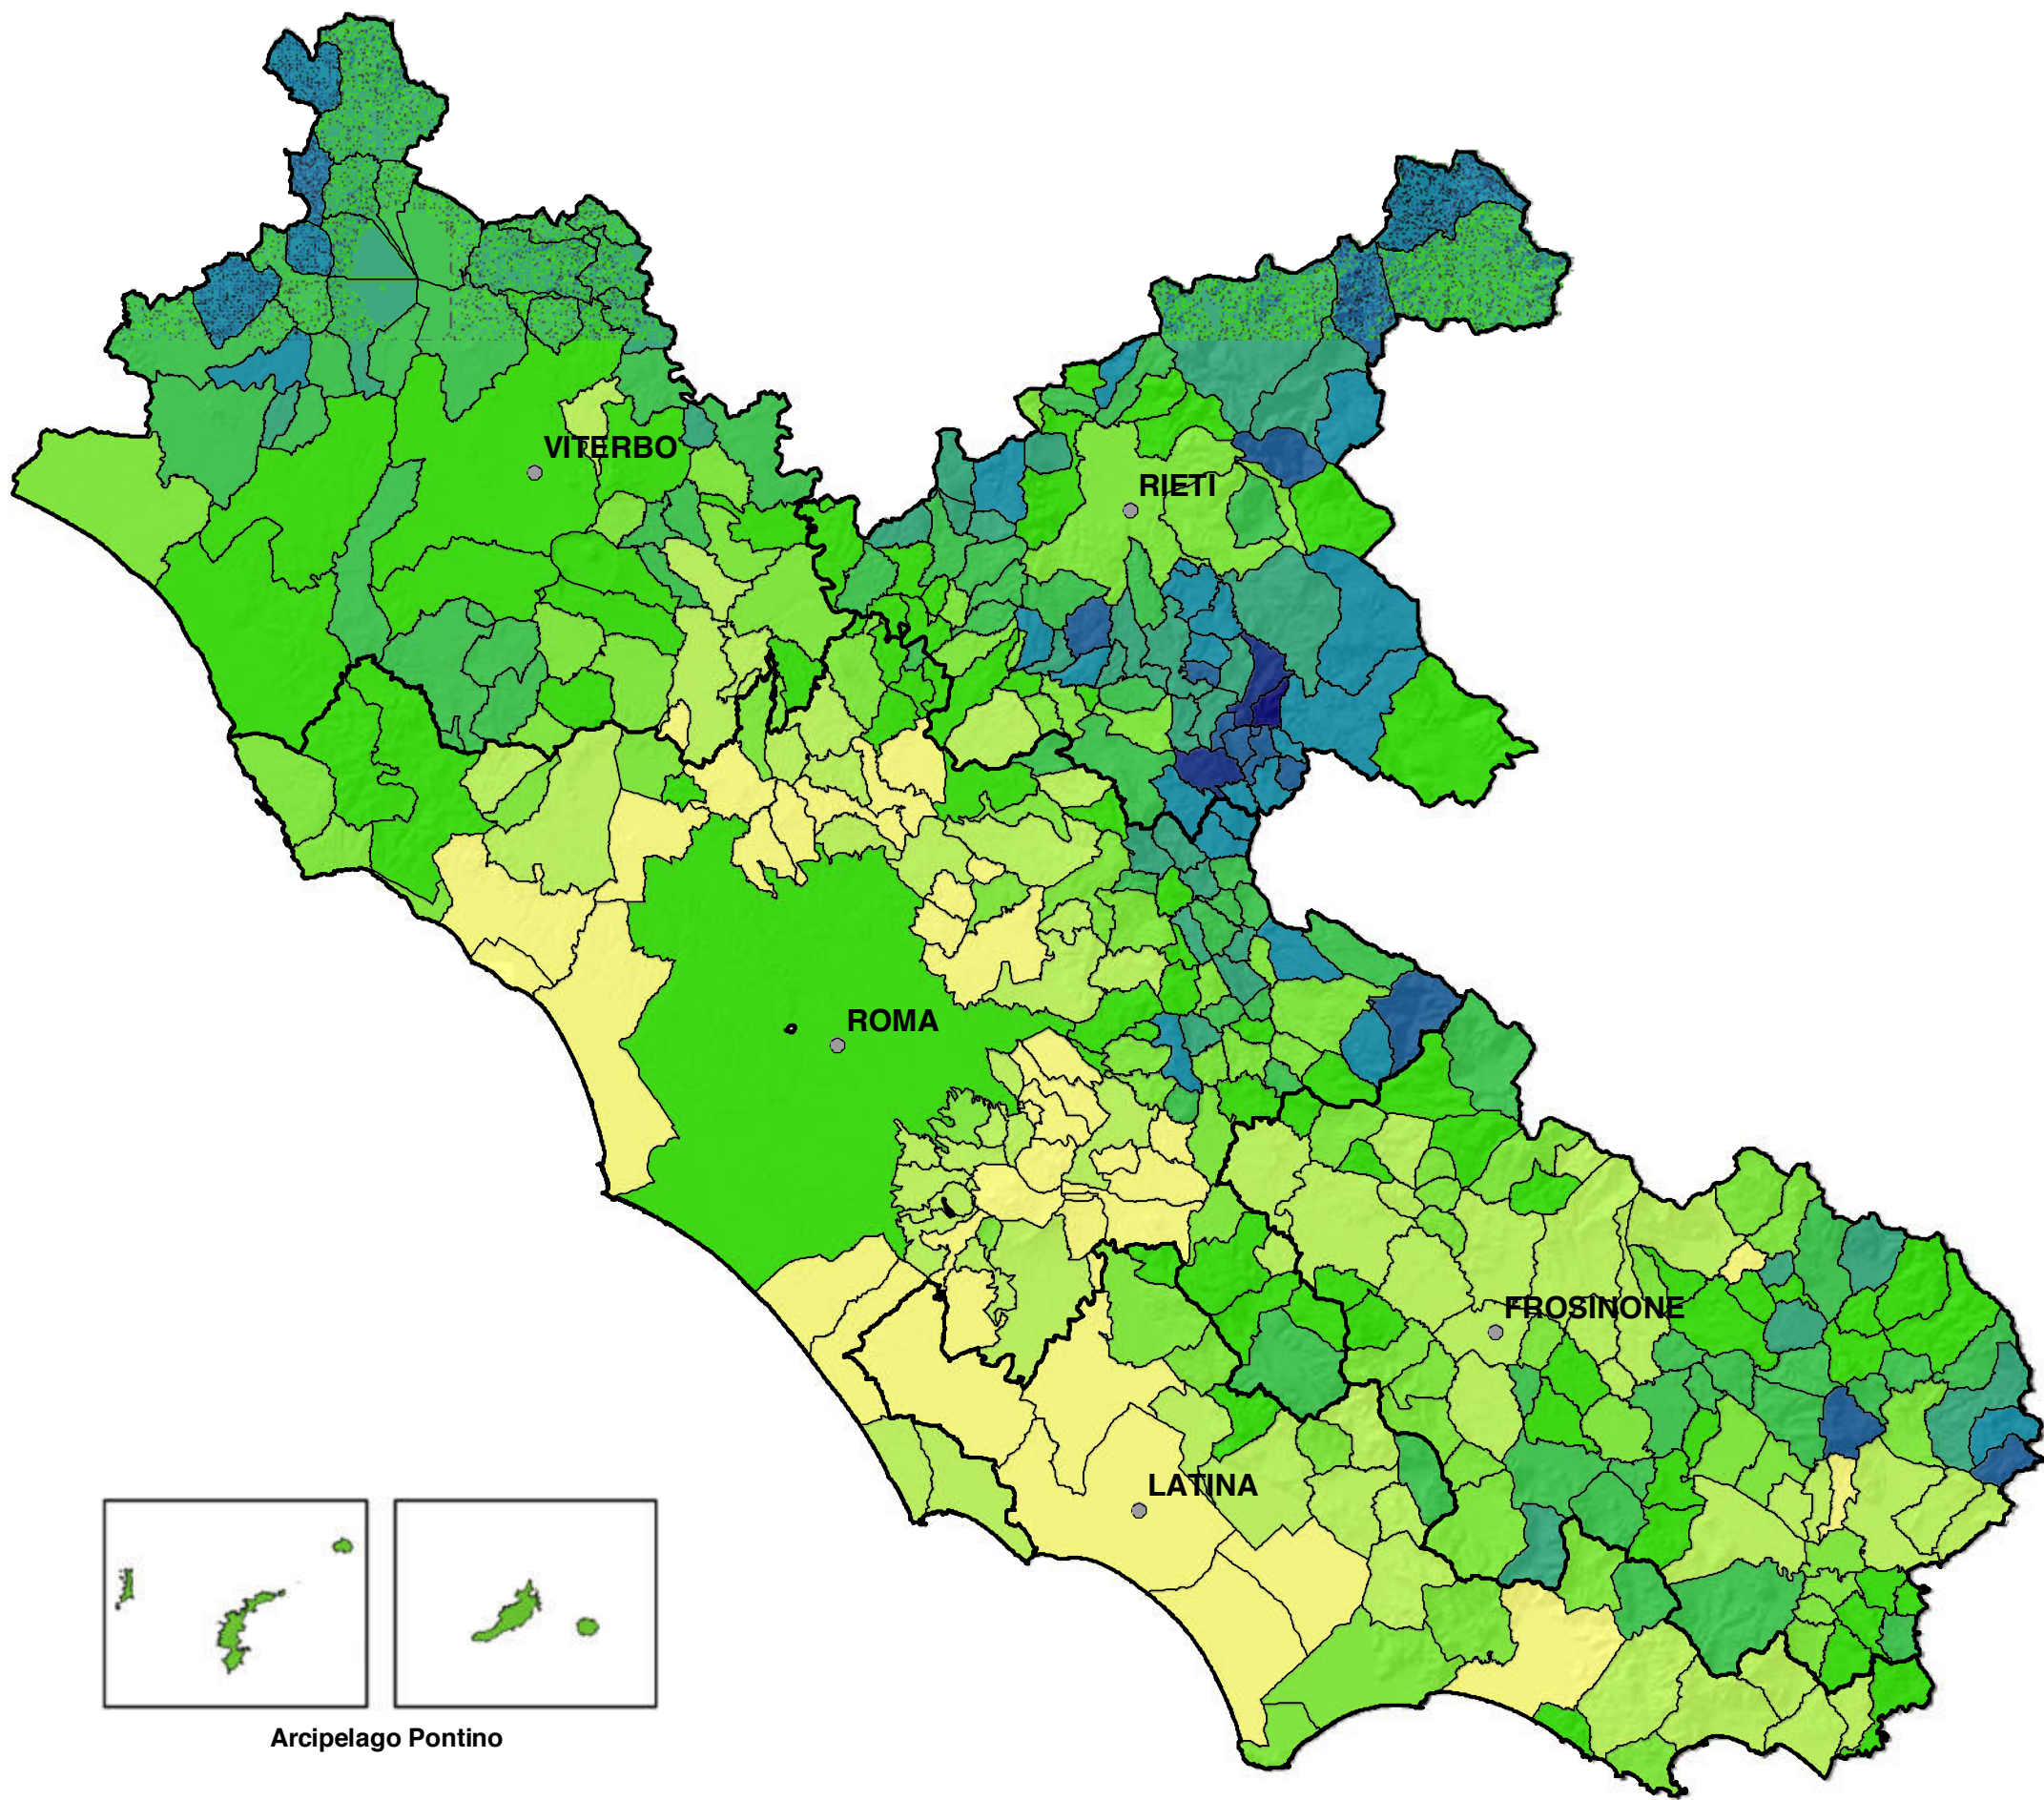 VITERBO
RIETI
ROMA
FROSINONE
LATINA
Arcipelago Pontino